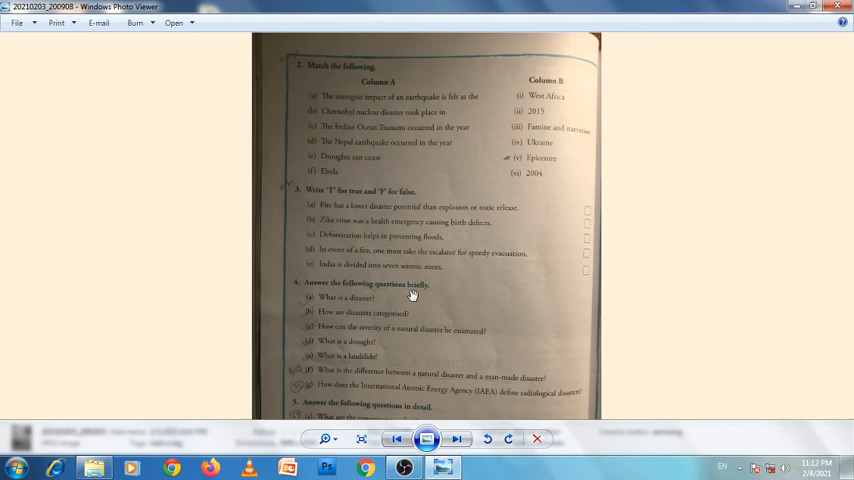 20210203_200908 - Windows Photo Viewer
File Print E-mail Burn Open
2. Match the following.
Column A Column B
(a) The strongest impact of an earthquake is felt at the (i) West Africa
(b) Chernobyl nuclear disaster took place in (ii) 2015
(c) The Indian Ocean Tsunami occurred in the year (iii) Famine and starvation
(d) The Nepal earthquake occurred in the year (iv) Ukraine
(e) Droughts can cause (v) Epicentre
(f) Ebola (vi) 2004
3. Write 'T' for true and 'F' for false.
(a) Fire has a lower disaster potential than explosion or toxic release.
(b) Zika virus was a health emergency causing birth defects.
(c) Deforestation helps in preventing floods.
(d) In event of a fire, one must take the escalator for speedy evacuation.
(e) India is divided into seven seismic zones.
4. Answer the following questions briefly.
(a) What is a disaster?
(b) How are disasters categorised?
(c) How can the severity of a natural disaster be estimated?
(d) What is a drought?
(e) What is a landslide?
(f) What is the difference between a natural disaster and a man-made disaster?
(g) How does the International Atomic Energy Agency (IAEA) define radiological disasters?
5. Answer the following questions in detail.
(a) What are the
Ps
EN
11:12 PM
2/4/2021